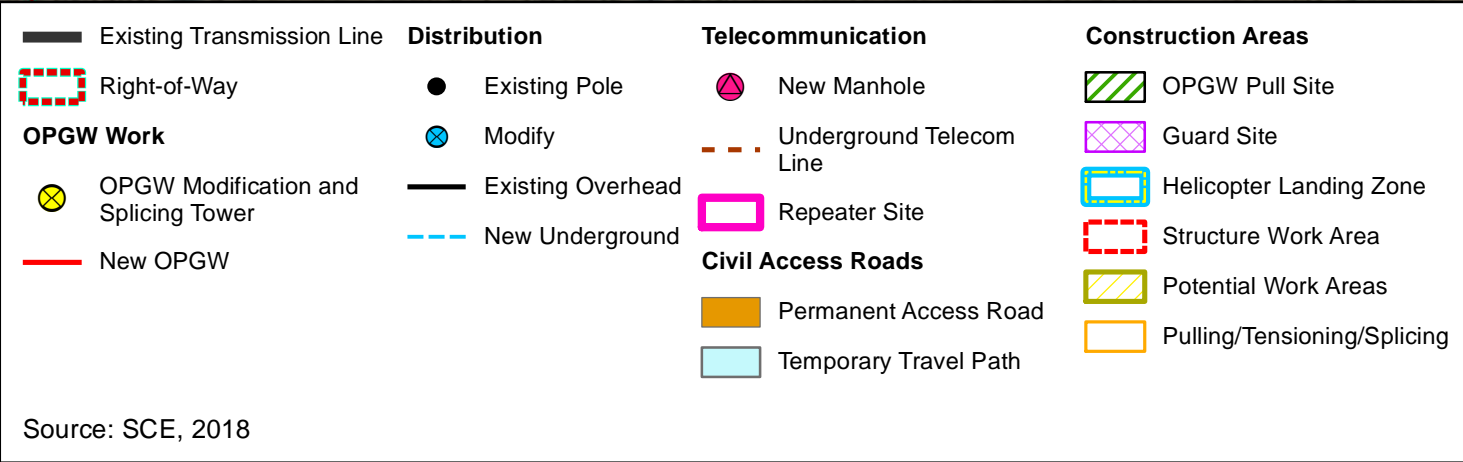 Existing Transmission Line
Right-of-Way
OPGW Work
OPGW Modification and
Splicing Tower
New OPGW
Distribution
Existing Pole
Modify
Existing Overhead
New Underground
Telecommunication
New Manhole
Underground Telecom
Line
Repeater Site
Civil Access Roads
Permanent Access Road
Temporary Travel Path
Construction Areas
OPGW Pull Site
Guard Site
Helicopter Landing Zone
Structure Work Area
Potential Work Areas
Pulling/Tensioning/Splicing
Source: SCE, 2018